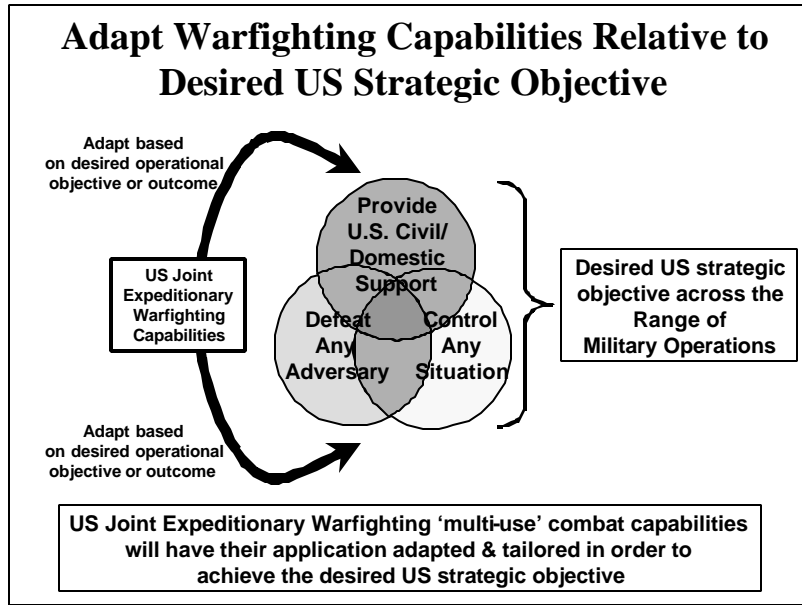 Adapt Warfighting Capabilities Relative to
Desired US Strategic Objective
Adapt based
on desired operational
objective or outcome
US Joint
Expeditionary
Warfighting
Capabilities
Provide
U.S. Civil/
Domestic
Support
Defeat
Any
Adversary
Control
Any
Situation
Desired US strategic
objective across the
Range of
Military Operations
Adapt based
on desired operational
objective or outcome
US Joint Expeditionary Warfighting ‘multi-use’ combat capabilities
will have their application adapted & tailored in order to
achieve the desired US strategic objective